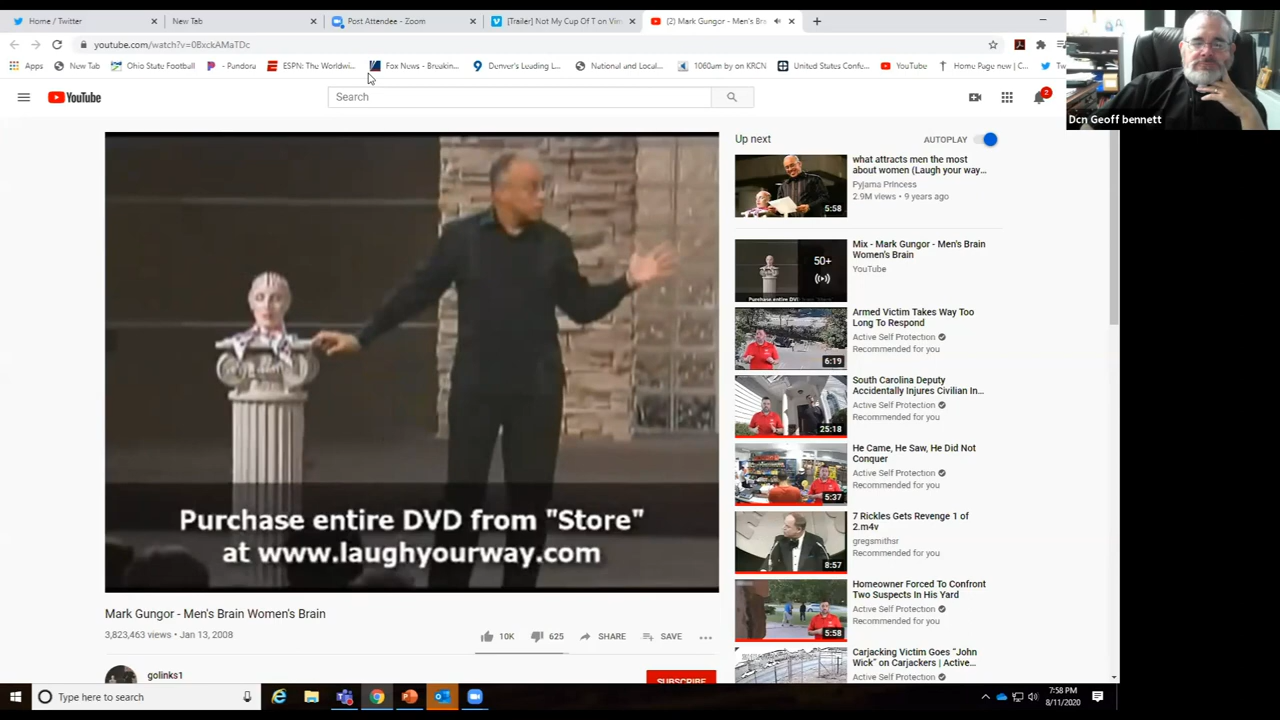 Home / Twitter
New Tab
Post Attendee - Zoom
[Trailer] Not My Cup Of T on Vim
(2) Mark Gungor - Men's Bra
youtube.com/watch?v=0BxckAMaTDc
Apps
New Tab
Ohio State Football
- Pandora
ESPN: The Worldwi...
Fox News - Breakin...
Denver's Leading L...
National and Local...
1060am by on KRCN
United States Confe...
YouTube
Home Page new | C...
Tw
Dcn Geoff bennett
YouTube
Search
2
Up next
AUTOPLAY
what attracts men the most
about women (Laugh your way...
Pyjama Princess
2.9M views • 9 years ago
5:58
Mix - Mark Gungor - Men's Brain
Women's Brain
YouTube
50+
Purchase entire DVD
Armed Victim Takes Way Too
Long To Respond
Active Self Protection
Recommended for you
6:19
South Carolina Deputy
Accidentally Injures Civilian In...
Active Self Protection
Recommended for you
25:18
He Came, He Saw, He Did Not
Conquer
Active Self Protection
Recommended for you
5:37
7 Rickles Gets Revenge 1 of
2.m4v
gregsmithsr
Recommended for you
8:57
Homeowner Forced To Confront
Two Suspects In His Yard
Active Self Protection
Recommended for you
5:58
Carjacking Victim Goes “John
Wick” on Carjackers | Active...
Active Self Protection
Purchase entire DVD from "Store"
at www.laughyourway.com
Mark Gungor - Men's Brain Women's Brain
3,823,463 views • Jan 13, 2008
10K
625
SHARE
SAVE
golinks1
SUBSCRIBE
Type here to search
7:58 PM
8/11/2020